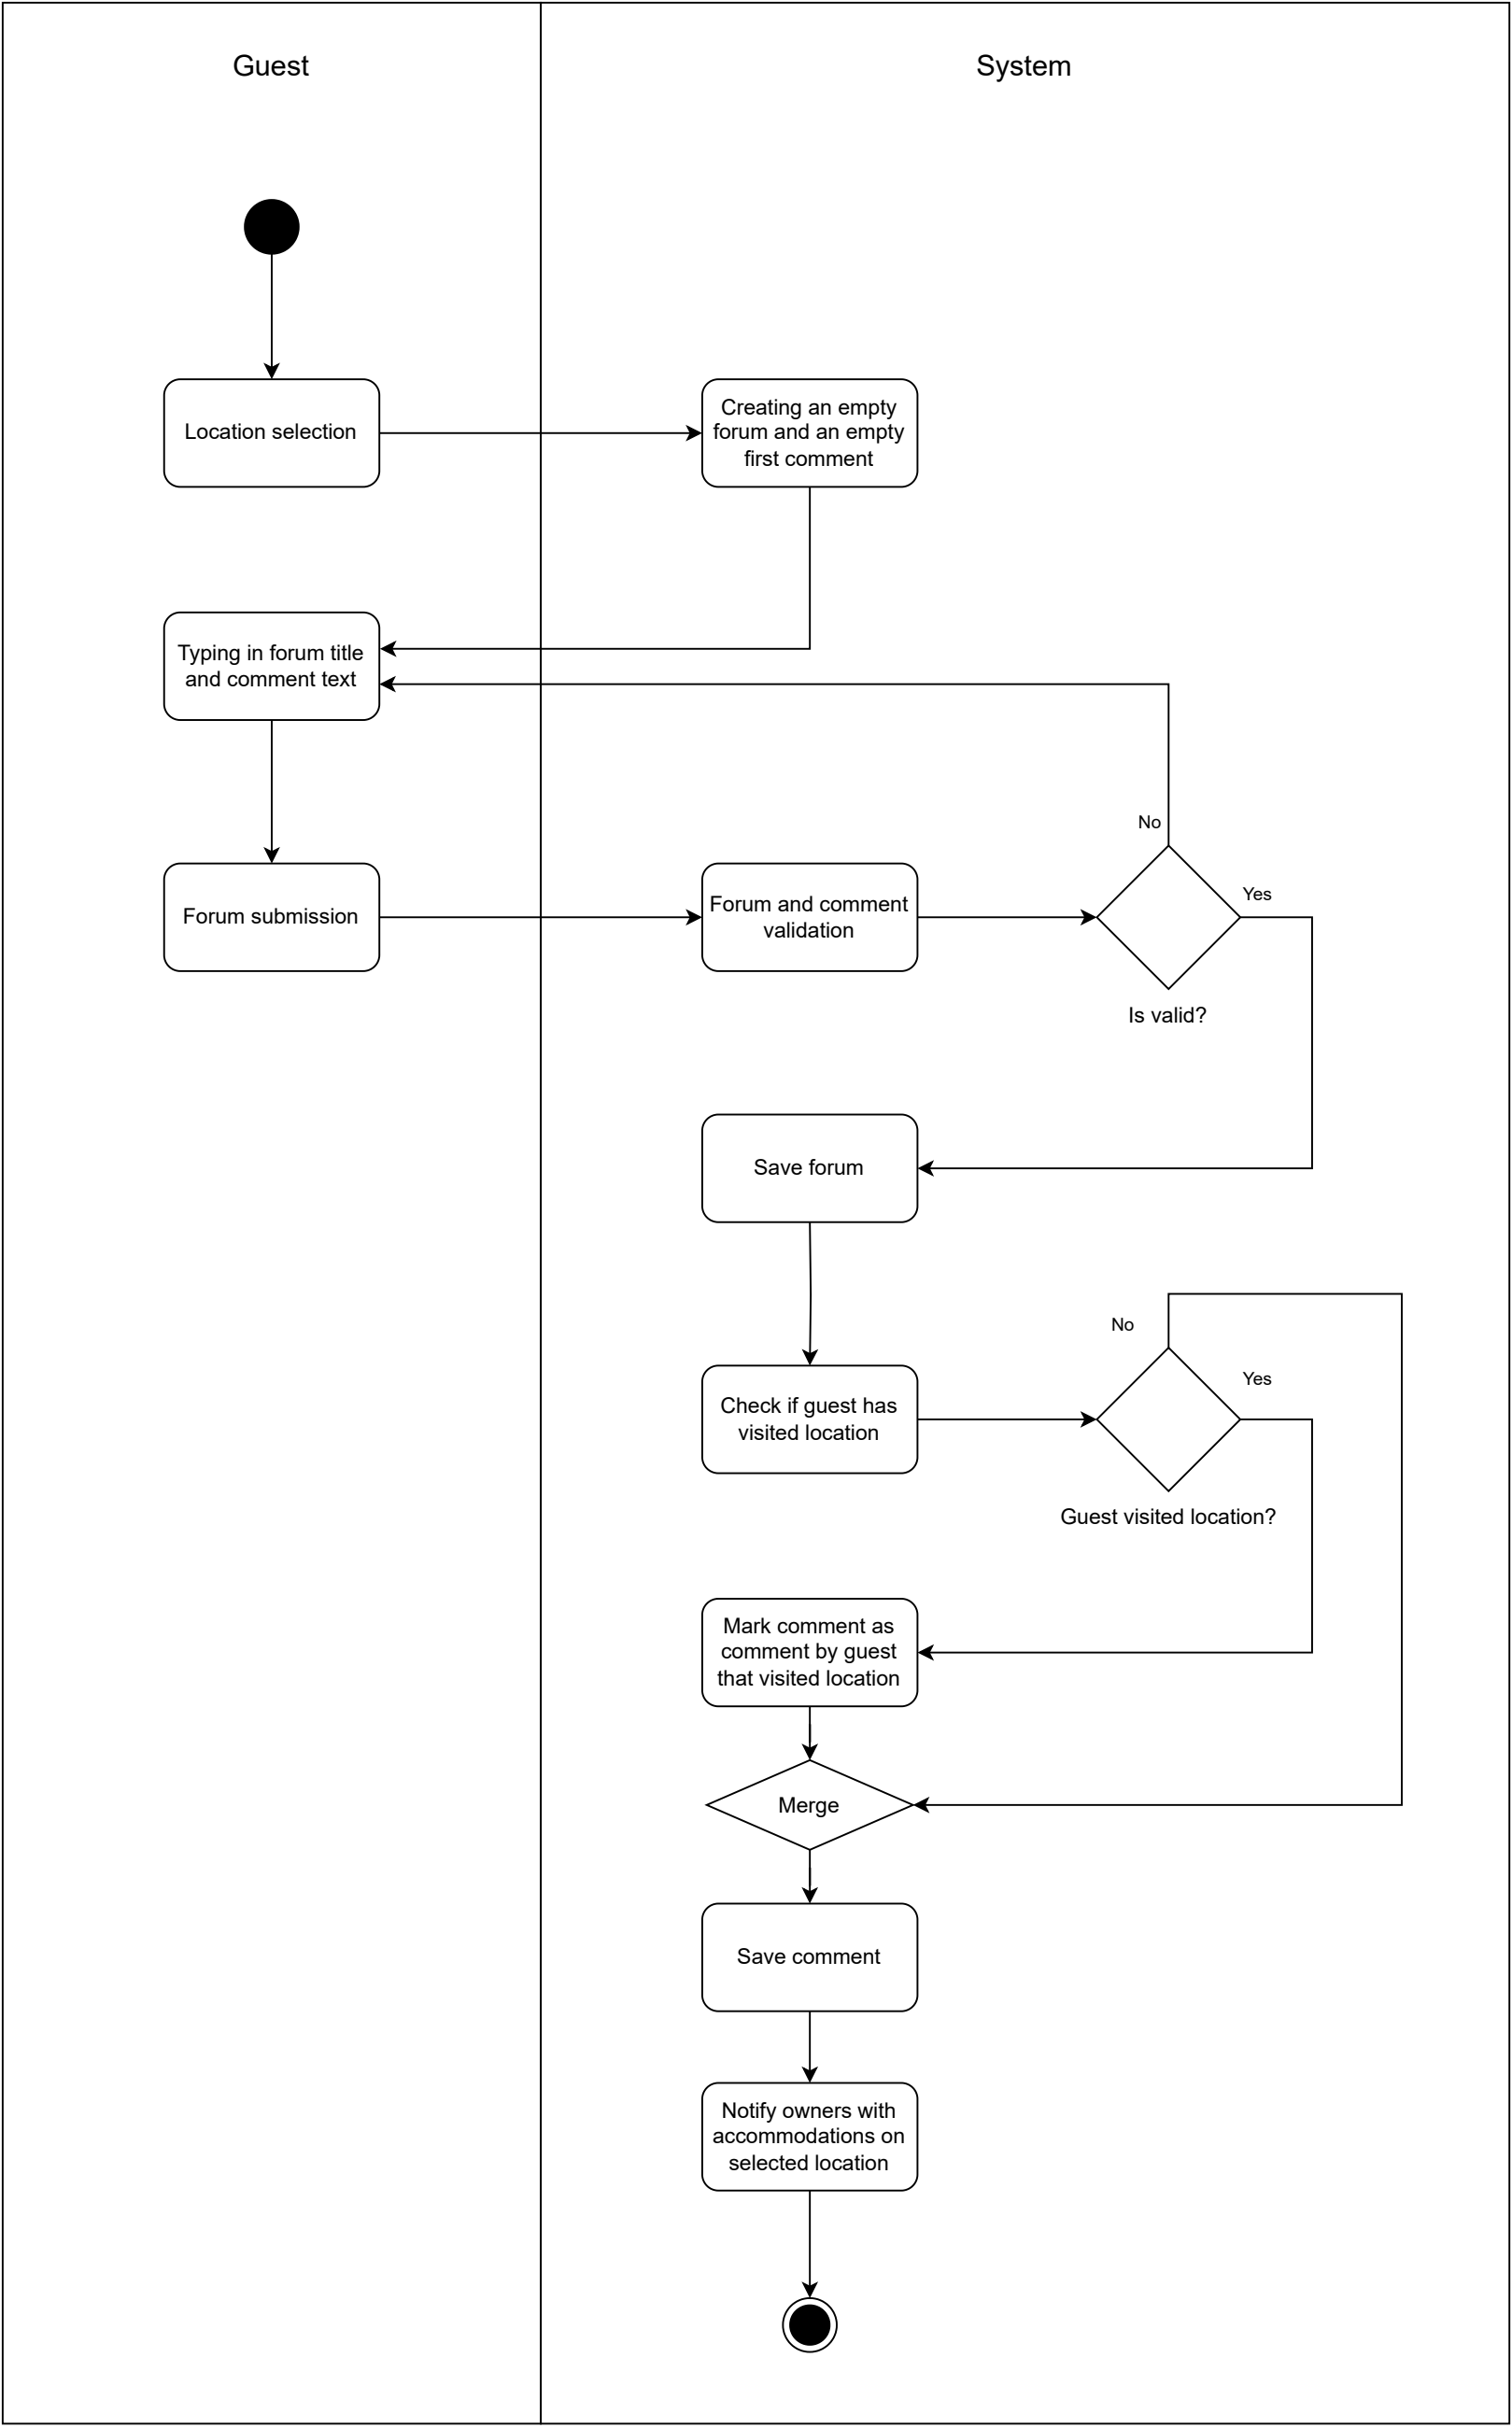 Guest
System
Location selection
Creating an empty
forum and an empty
first comment
Typing in forum title
and comment text
No
Yes
Forum submission
Forum and comment
validation
Is valid?
Save forum
No
Yes
Check if guest has
visited location
Guest visited location?
Mark comment as
comment by guest
that visited location
Merge
Save comment
Notify owners with
accommodations on
selected location